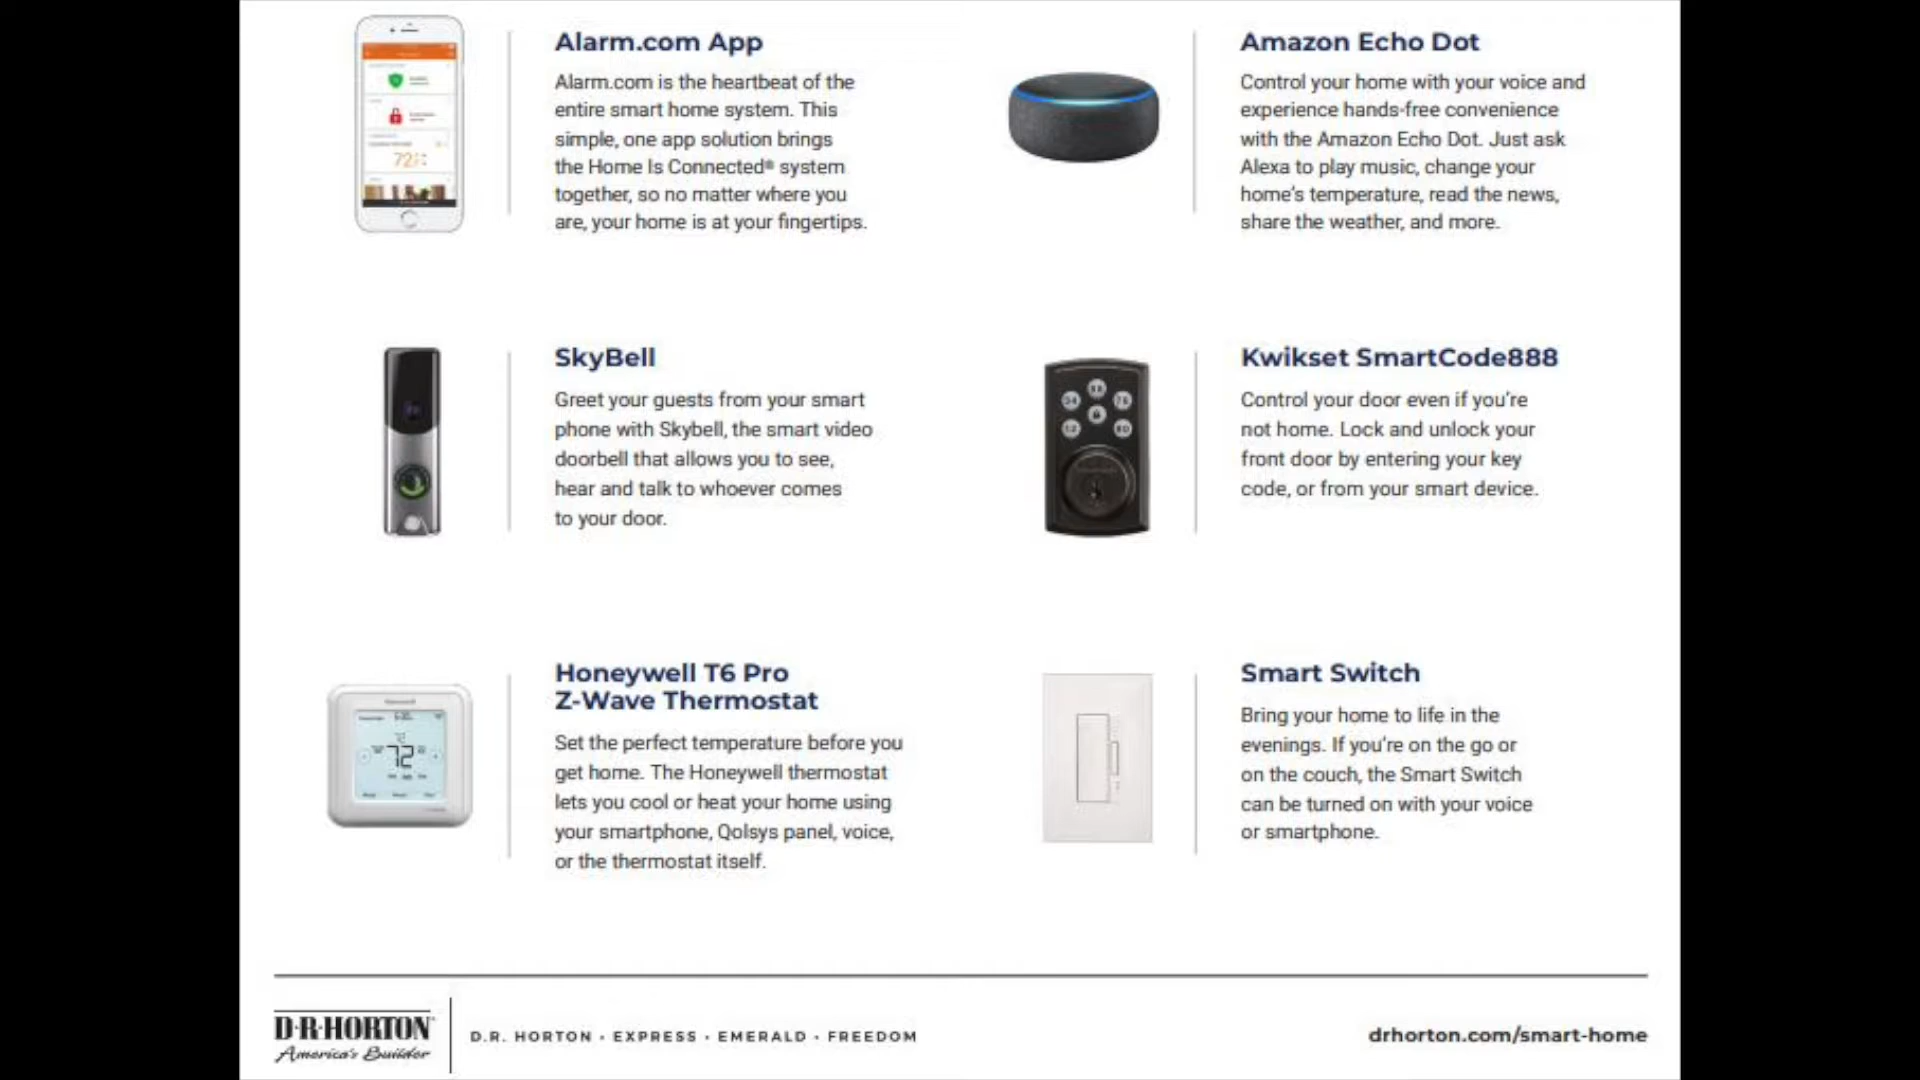 Alarm.com App
Alarm.com is the heartbeat of the
entire smart home system. This
simple, one app solution brings
the Home Is Connected® system
together, so no matter where you
are, your home is at your fingertips.
Amazon Echo Dot
Control your home with your voice and
experience hands-free convenience
with the Amazon Echo Dot. Just ask
Alexa to play music, change your
home's temperature, read the news,
share the weather, and more.
72
SkyBell
Greet your guests from your smart
phone with Skybell, the smart video
doorbell that allows you to see,
hear and talk to whoever comes
to your door.
Kwikset SmartCode888
Control your door even if you're
not home. Lock and unlock your
front door by entering your key
code, or from your smart device.
Honeywell T6 Pro
Z-Wave Thermostat
Set the perfect temperature before you
get home. The Honeywell thermostat
lets you cool or heat your home using
your smartphone, Qolsys panel, voice,
or the thermostat itself.
72
Smart Switch
Bring your home to life in the
evenings. If you're on the go or
on the couch, the Smart Switch
can be turned on with your voice
or smartphone.
D·R·HORTON
America's Builder
D.R. HORTON · EXPRESS · EMERALD · FREEDOM
drhorton.com/smart-home